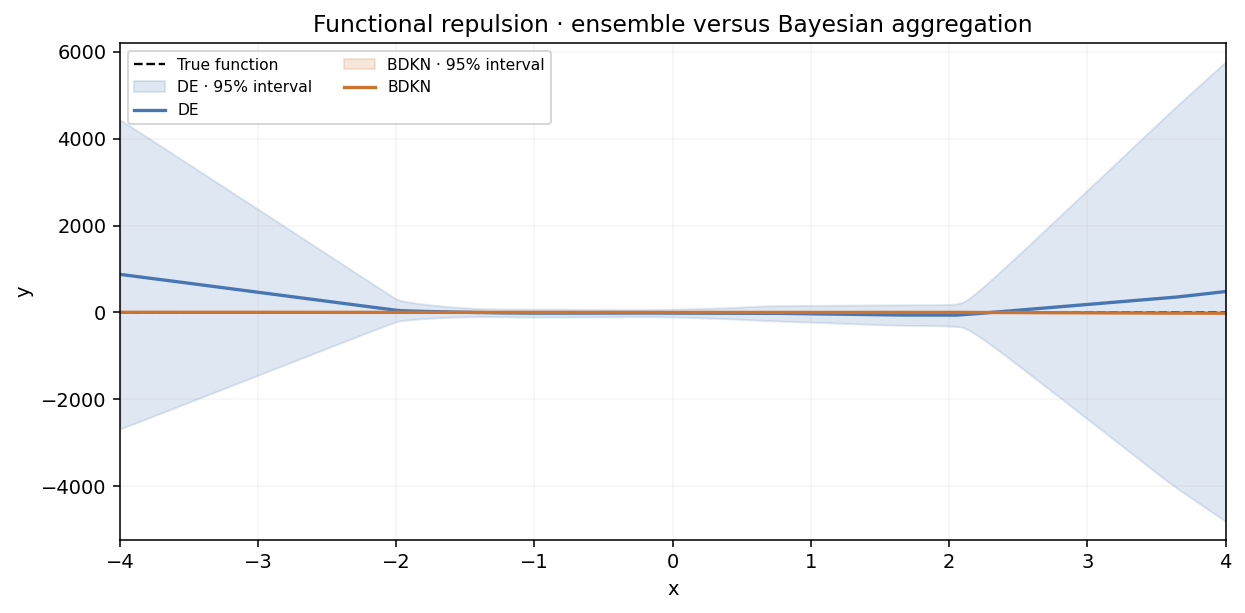 Functional repulsion · ensemble versus Bayesian aggregation
True function
DE · 95% interval
DE
BDKN · 95% interval
BDKN
6000
4000
2000
0
−2000
−4000
y
−4 −3 −2 −1 0 1 2 3 4
x